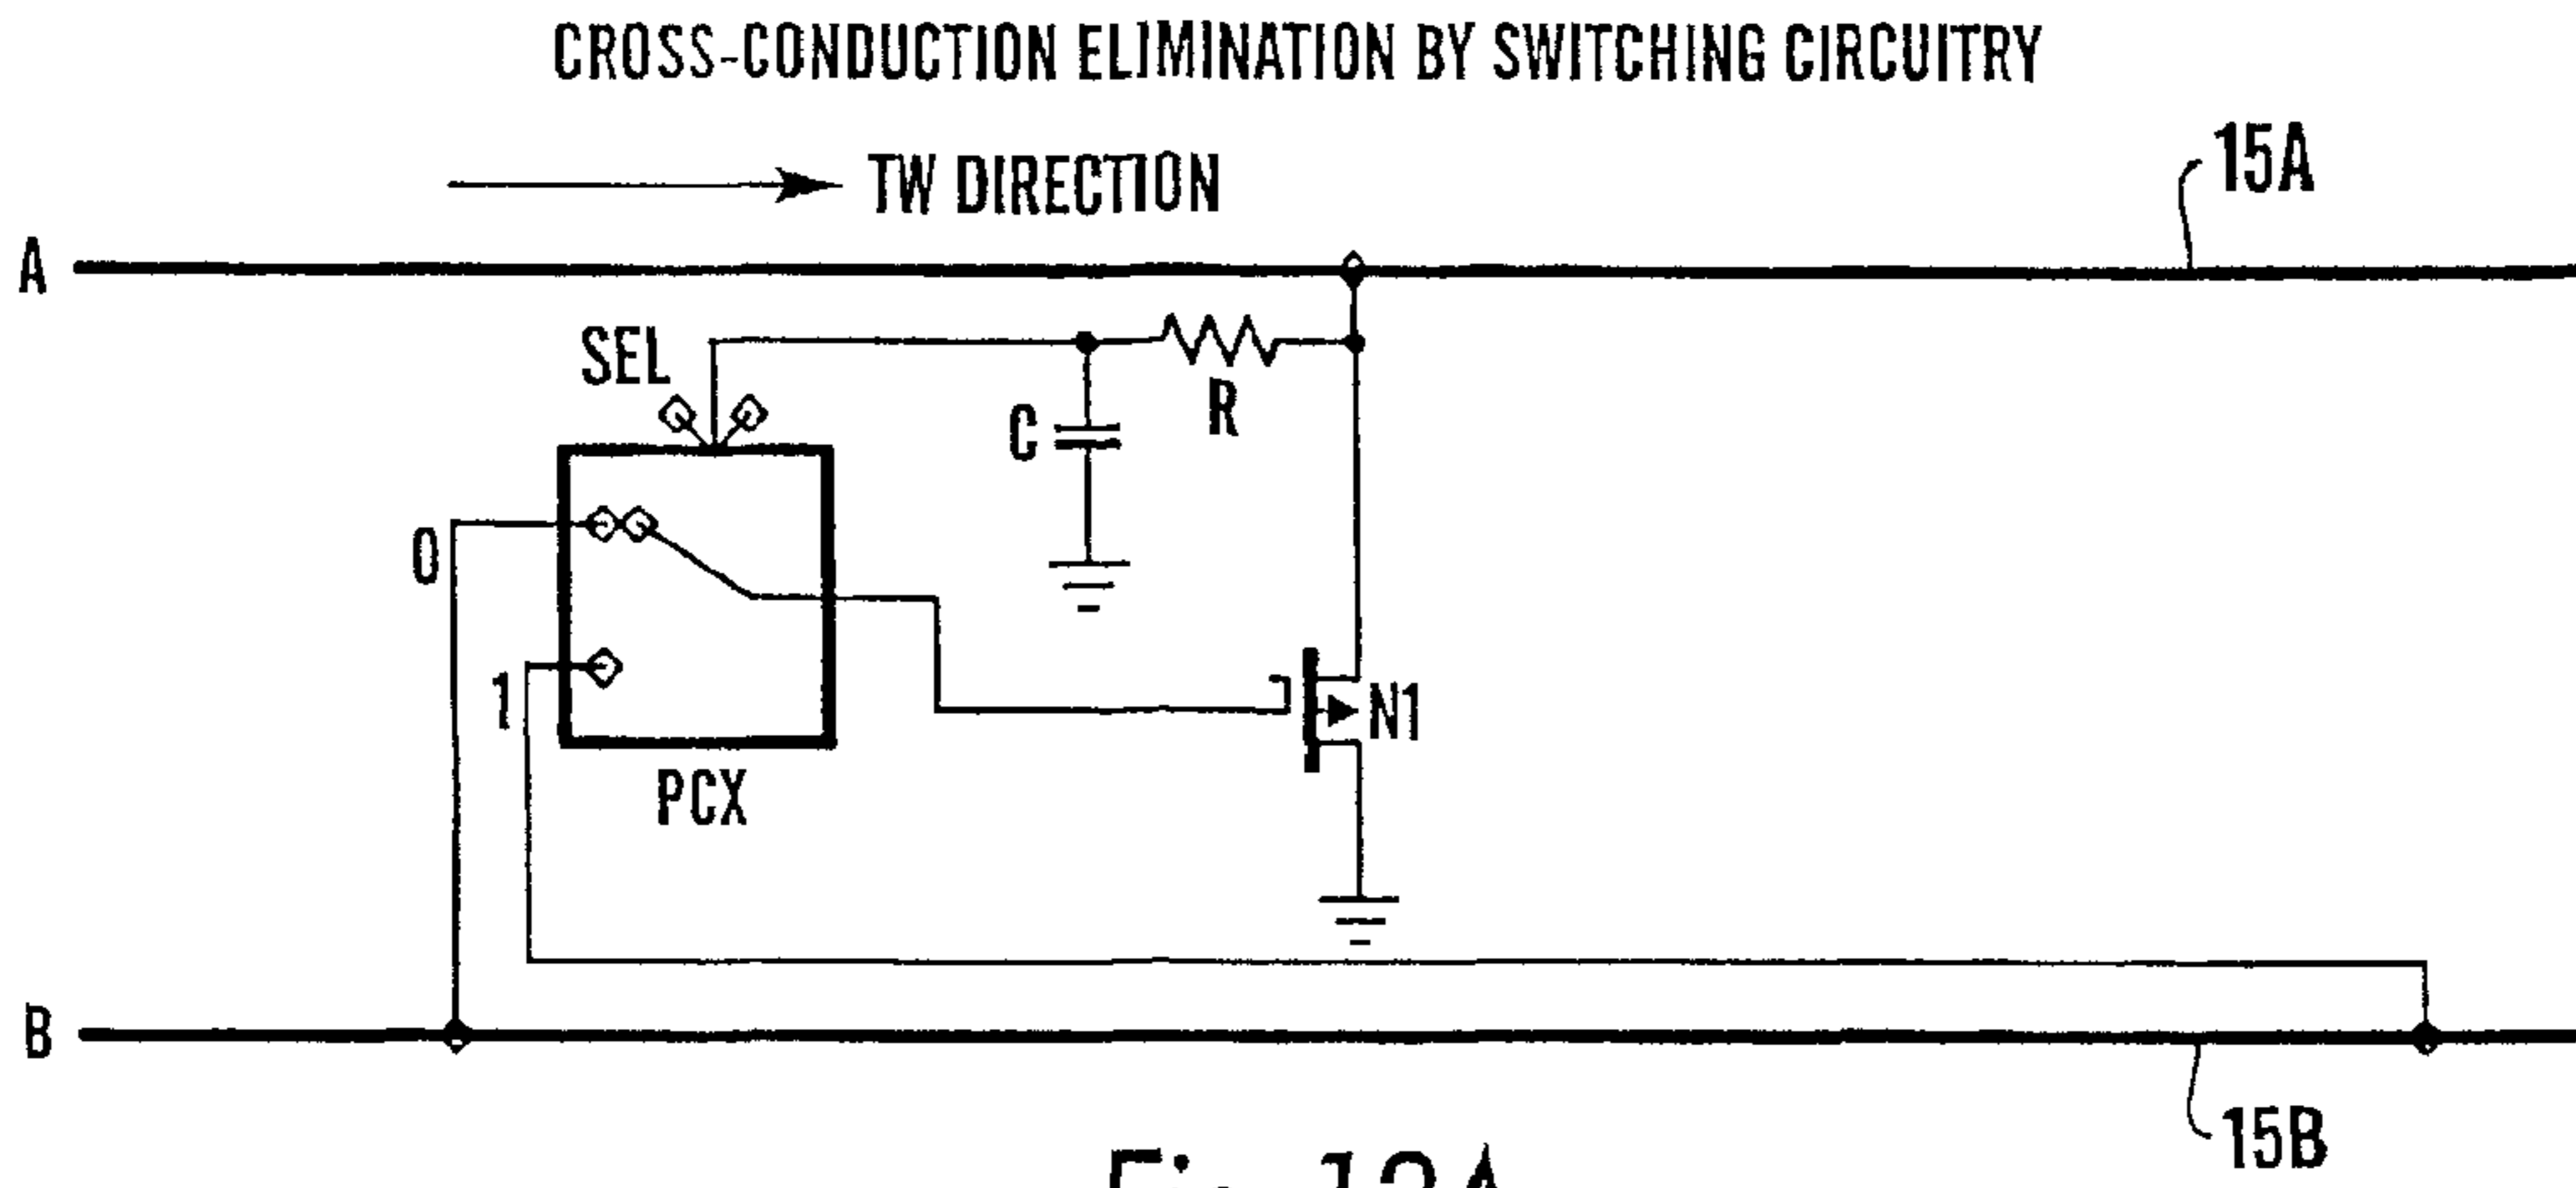 CROSS-CONDUCTION ELIMINATION BY SWITCHING CIRCUITRY
TW DIRECTION
15A
A
SEL
C
R
0
1
N1
PCX
B
15B